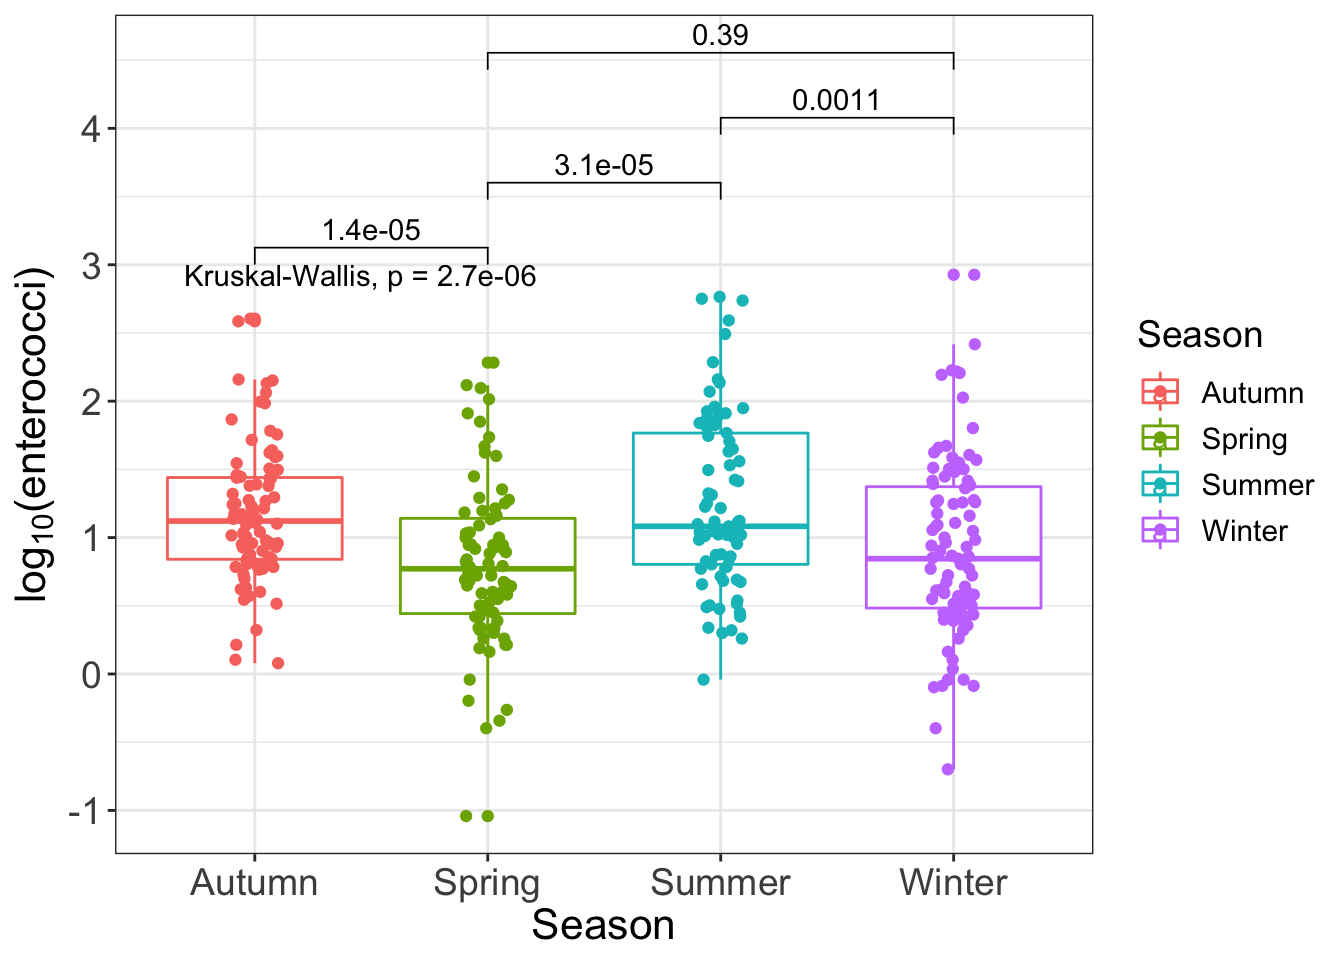 0.39
0.0011
3.1e-05
1.4e-05
Kruskal-Wallis, p = 2.7e-06
4
3
2
1
0
-1
log10(enterococci)
Autumn Spring Summer Winter
Season
Season
Autumn
Spring
Summer
Winter